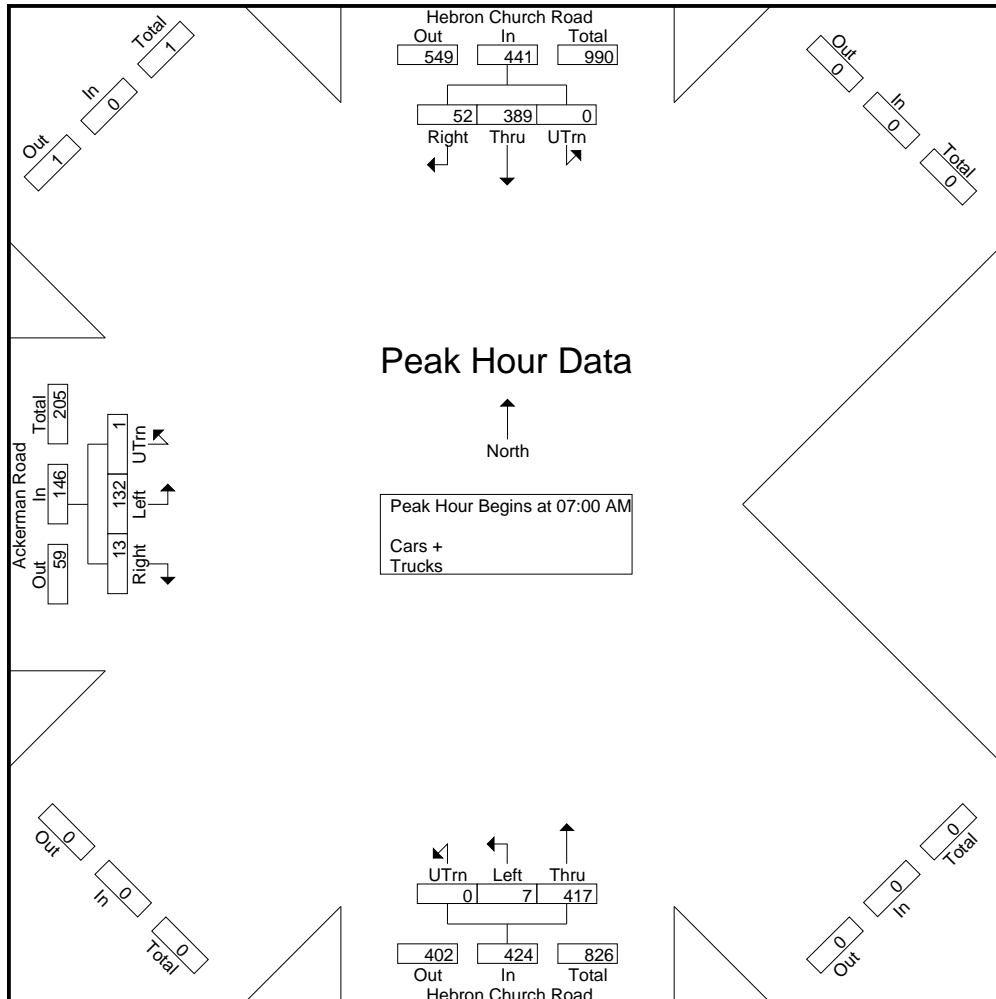 Hebron Church Road
Out In Total
549 441 990
52 389 0
Right Thru UTrn
Total
1
In
0
Out
1
Out
0
In
0
Total
0
Peak Hour Data
North
Peak Hour Begins at 07:00 AM
Cars +
Trucks
Ackerman Road
Out In Total
59 146 205
13 132 1
Right Left UTrn
Out
0
In
0
Total
0
Total
0
In
0
Out
0
UTrn Left Thru
0 7 417
402 424 826
Out In Total
Hebron Church Road